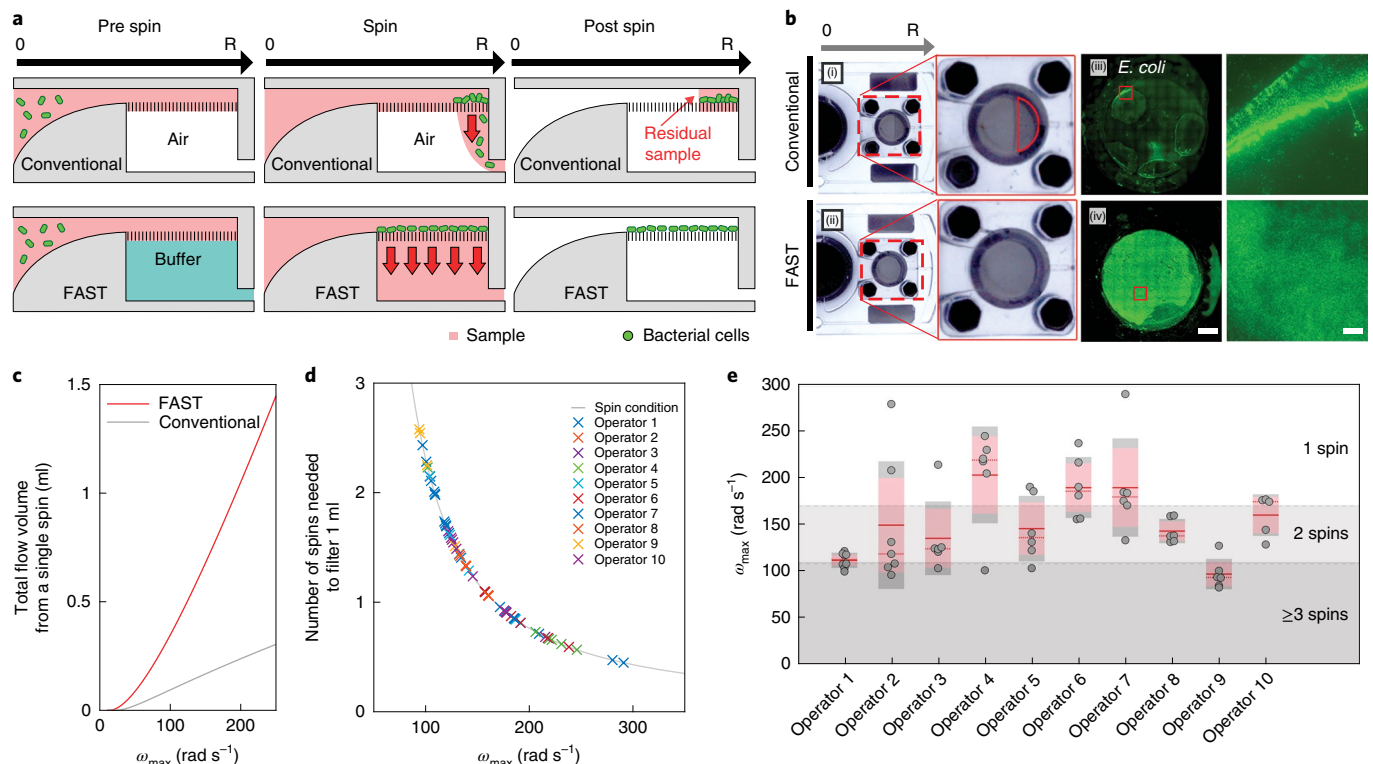 a
Pre spin
Spin
Post spin
0
R
0
R
0
R
Conventional
Air
Conventional
Air
Residual
sample
Conventional
FAST
Buffer
FAST
FAST
Sample
Bacterial cells
b
0
R
Conventional
(i)
(iii)
E. coli
FAST
(ii)
(iv)
c
Total flow volume
from a single spin (ml)
1.5
1
0.5
0
FAST
Conventional
0
100
200
ωmax (rad s−1)
d
Number of spins needed
to filter 1 ml
3
2
1
0
Spin condition
Operator 1
Operator 2
Operator 3
Operator 4
Operator 5
Operator 6
Operator 7
Operator 8
Operator 9
Operator 10
100
200
300
ωmax (rad s−1)
e
ωmax (rad s−1)
300
250
200
150
100
50
0
1 spin
2 spins
≥3 spins
Operator 1
Operator 2
Operator 3
Operator 4
Operator 5
Operator 6
Operator 7
Operator 8
Operator 9
Operator 10